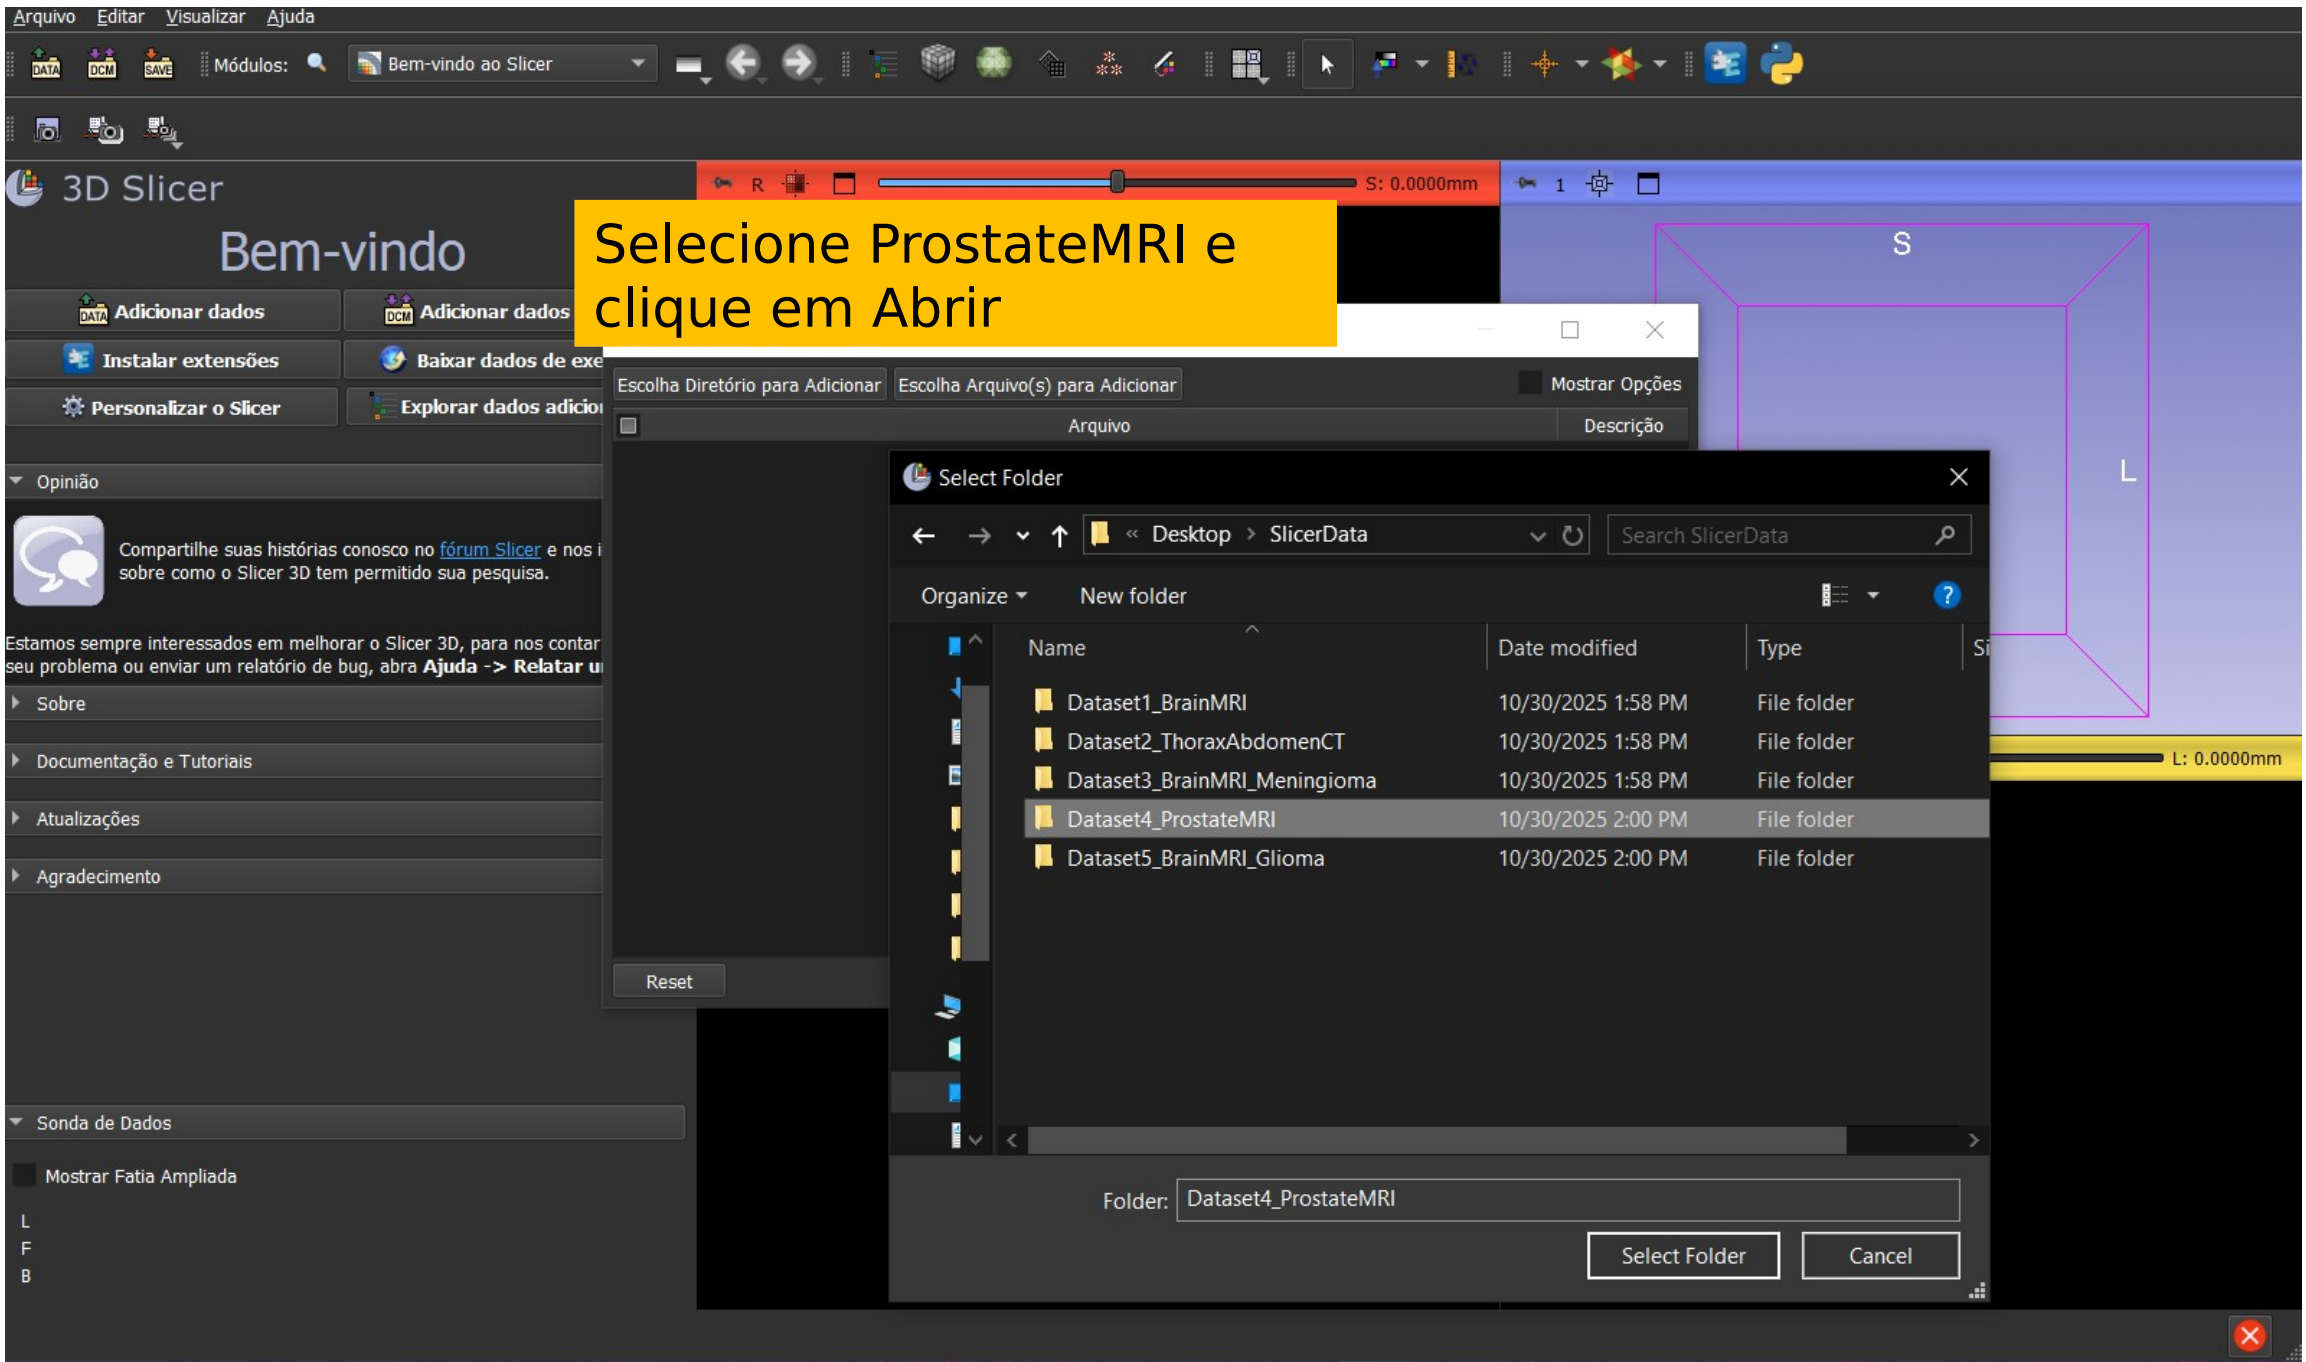 Arquivo Editar Visualizar Ajuda
DATA DCM SAVE Módulos: Bem-vindo ao Slicer
3D Slicer
R S: 0.0000mm
1
Bem-vindo
Selecione ProstateMRI e
clique em Abrir
S
L
Adicionar dados
Adicionar dados
Instalar extensões
Baixar dados de exe
Personalizar o Slicer
Explorar dados adicio
Escolha Diretório para Adicionar Escolha Arquivo(s) para Adicionar Mostrar Opções
Arquivo Descrição
Opinião
Compartilhe suas histórias conosco no fórum Slicer e nos i
sobre como o Slicer 3D tem permitido sua pesquisa.
Estamos sempre interessados em melhorar o Slicer 3D, para nos contar
seu problema ou enviar um relatório de bug, abra Ajuda -> Relatar u
Sobre
Documentação e Tutoriais
Atualizações
Agradecimento
Reset
Select Folder
« Desktop > SlicerData Search SlicerData
Organize New folder ?
Name Date modified Type Si
Dataset1_BrainMRI 10/30/2025 1:58 PM File folder
Dataset2_ThoraxAbdomenCT 10/30/2025 1:58 PM File folder
Dataset3_BrainMRI_Meningioma 10/30/2025 1:58 PM File folder
Dataset4_ProstateMRI 10/30/2025 2:00 PM File folder
Dataset5_BrainMRI_Glioma 10/30/2025 2:00 PM File folder
Folder: Dataset4_ProstateMRI
Select Folder Cancel
L: 0.0000mm
Sonda de Dados
Mostrar Fatia Ampliada
L
F
B